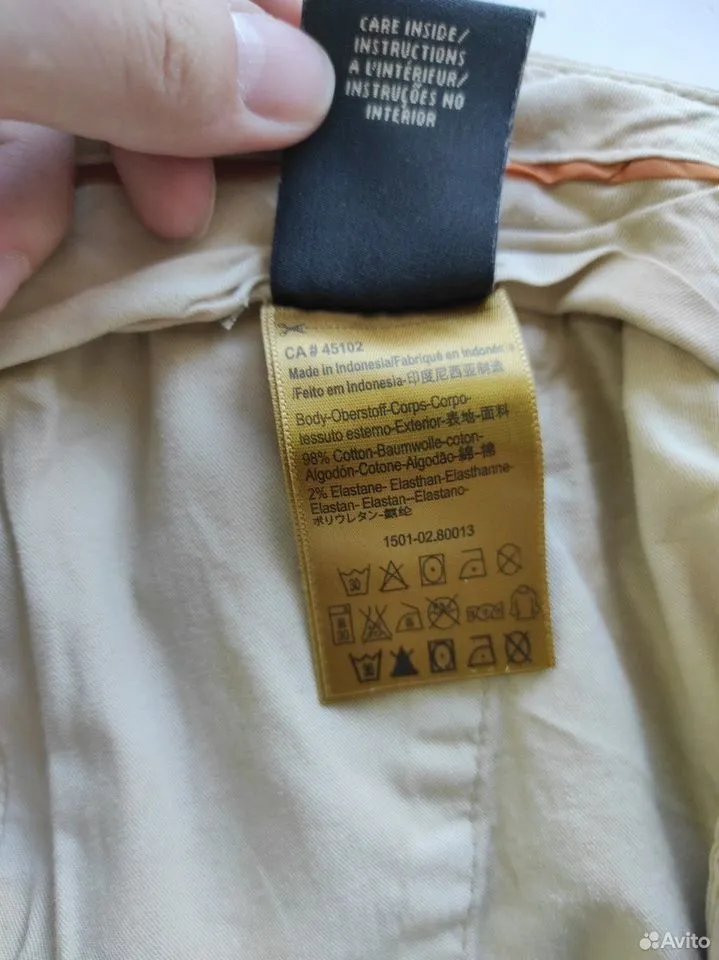 CARE INSIDE/
INSTRUCTIONS
A L'INTÉRIEUR/
INSTRUÇÕES NO
INTERIOR
CA # 45102
Made in Indonesia/Fabriqué en Indonésie
/Feito em Indonesia-印度尼西亚制造
Body-Oberstoff-Corps-Corpo-
tessuto esterno-Exterior-表地-面料
98% Cotton-Baumwolle-coton-
Algodón-Cotone-Algodão-綿-棉
2% Elastane- Elasthan-Elasthanne-
Elastan- Elastan--Elastano-
ポリウレタン-氨纶
1501-02.80013
30
30
30
Avito